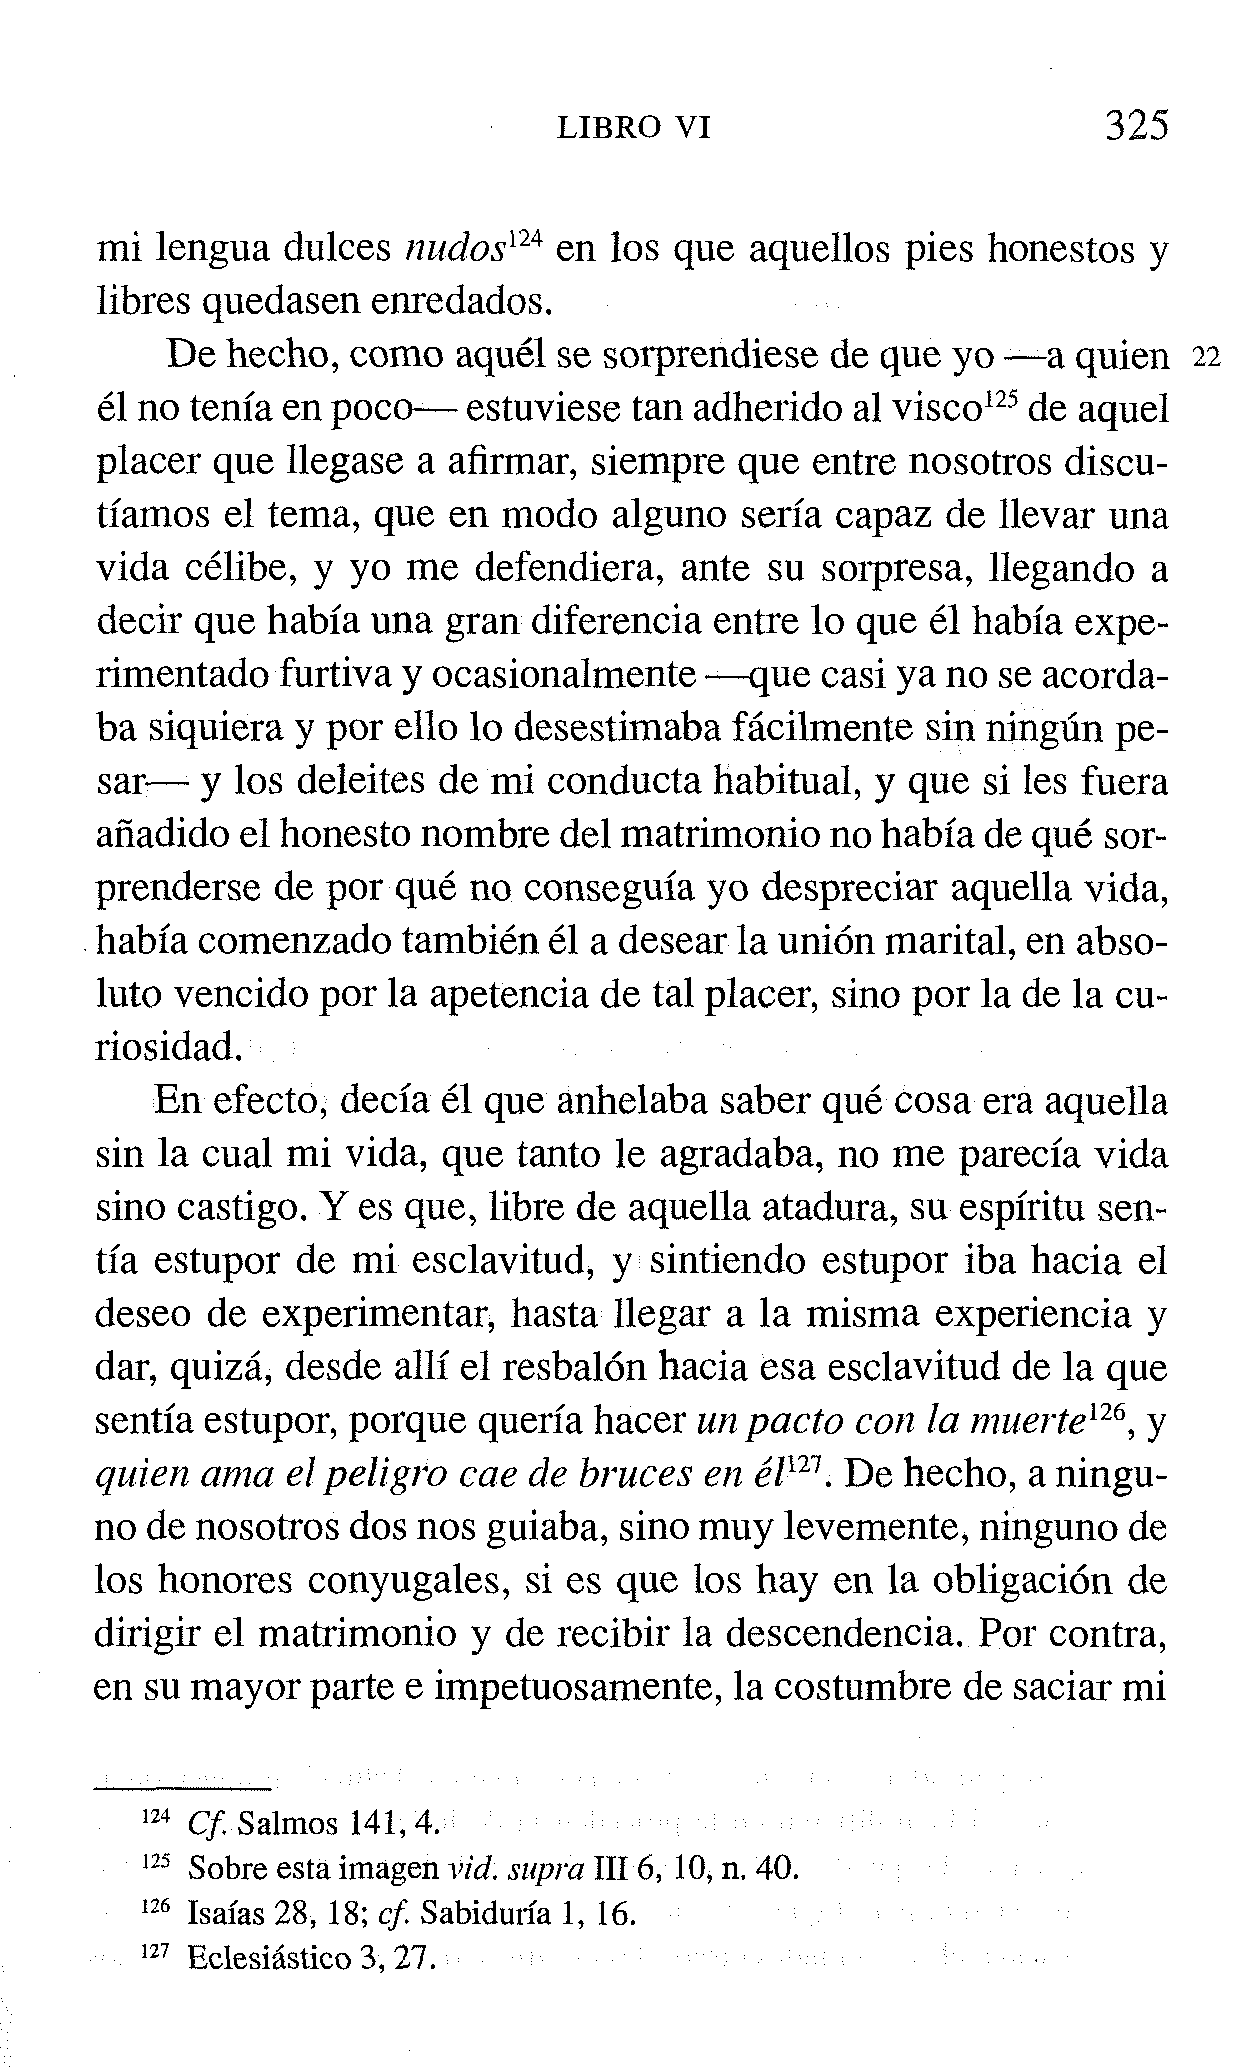 LIBRO VI 325
mi lengua dulces nudos¹²⁴ en los que aquellos pies honestos y
libres quedasen enredados.
De hecho, como aquél se sorprendiese de que yo —a quien 22
él no tenía en poco— estuviese tan adherido al visco¹²⁵ de aquel
placer que llegase a afirmar, siempre que entre nosotros discu-
tíamos el tema, que en modo alguno sería capaz de llevar una
vida célibe, y yo me defendiera, ante su sorpresa, llegando a
decir que había una gran diferencia entre lo que él había expe-
rimentado furtiva y ocasionalmente —que casi ya no se acorda-
ba siquiera y por ello lo desestimaba fácilmente sin ningún pe-
sar— y los deleites de mi conducta habitual, y que si les fuera
añadido el honesto nombre del matrimonio no había de qué sor-
prenderse de por qué no conseguía yo despreciar aquella vida,
había comenzado también él a desear la unión marital, en abso-
luto vencido por la apetencia de tal placer, sino por la de la cu-
riosidad.
En efecto, decía él que anhelaba saber qué cosa era aquella
sin la cual mi vida, que tanto le agradaba, no me parecía vida
sino castigo. Y es que, libre de aquella atadura, su espíritu sen-
tía estupor de mi esclavitud, y sintiendo estupor iba hacia el
deseo de experimentar, hasta llegar a la misma experiencia y
dar, quizá, desde allí el resbalón hacia esa esclavitud de la que
sentía estupor, porque quería hacer un pacto con la muerte¹²⁶, y
quien ama el peligro cae de bruces en él¹²⁷. De hecho, a ningu-
no de nosotros dos nos guiaba, sino muy levemente, ninguno de
los honores conyugales, si es que los hay en la obligación de
dirigir el matrimonio y de recibir la descendencia. Por contra,
en su mayor parte e impetuosamente, la costumbre de saciar mi
¹²⁴ Cf. Salmos 141, 4.
¹²⁵ Sobre esta imagen vid. supra III 6, 10, n. 40.
¹²⁶ Isaías 28, 18; cf. Sabiduría 1, 16.
¹²⁷ Eclesiástico 3, 27.